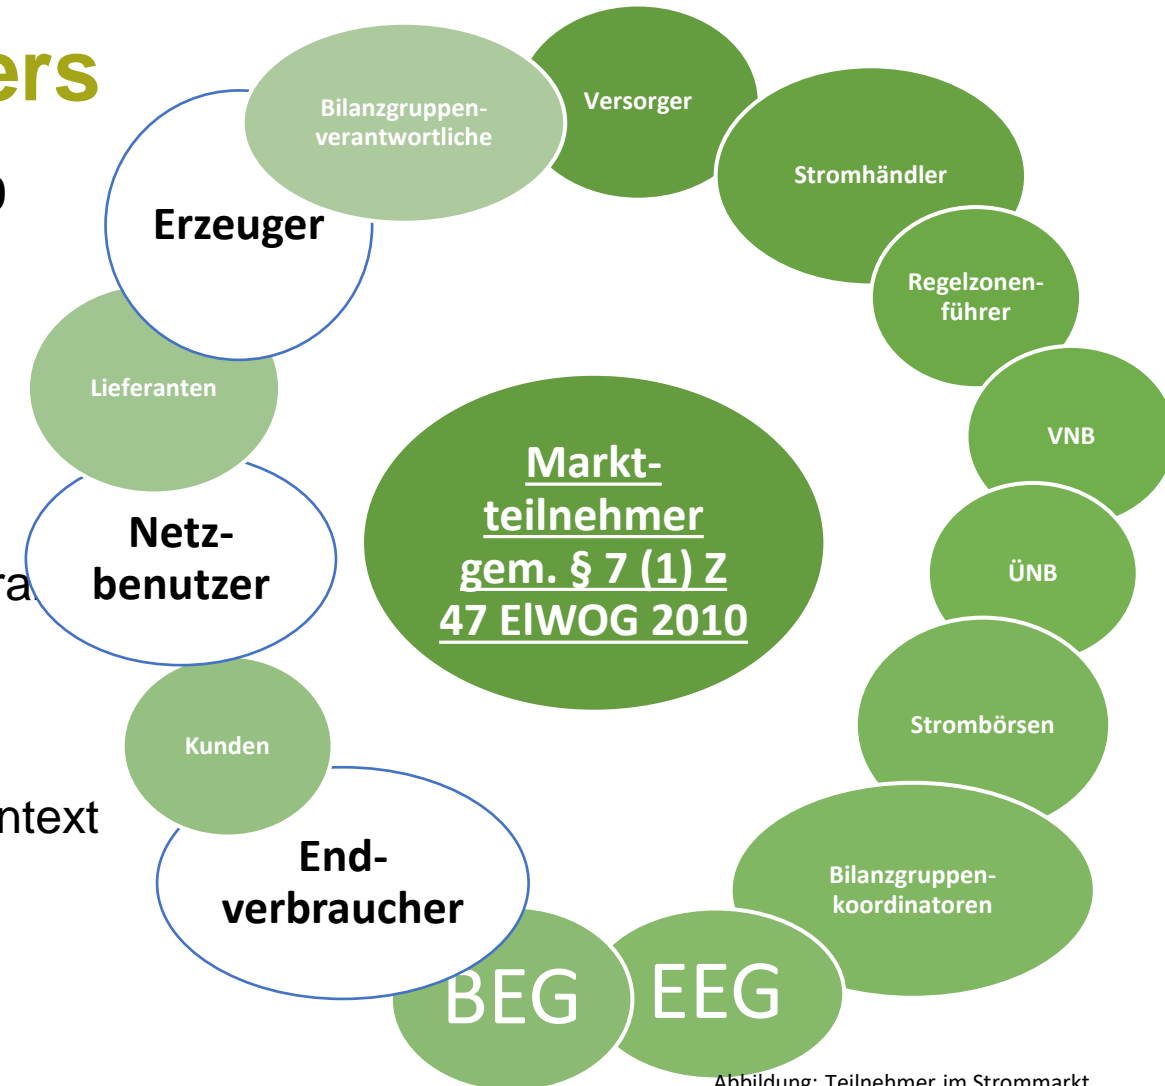 ers
Bilanzgruppen-
verantwortliche
Versorger
Stromhändler
Erzeuger
Regelzonen-
führer
Lieferanten
VNB
Markt-
teilnehmer
gem. § 7 (1) Z
47 ElWOG 2010
Netz-
benutzer
ÜNB
Strombörsen
Kunden
ntext
End-
verbraucher
Bilanzgruppen-
koordinatoren
BEG
EEG
Abbildung: Teilnehmer im Strommarkt